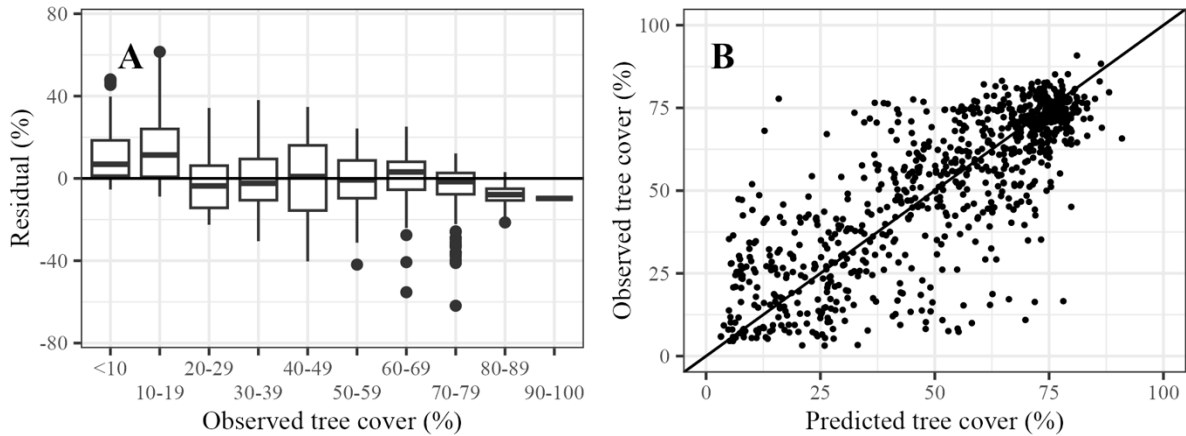 A
80
40
0
-40
-80
Residual (%)
<10 20-29 40-49 60-69 80-89
10-19 30-39 50-59 70-79 90-100
Observed tree cover (%)
B
100
75
50
25
0
Observed tree cover (%)
0 25 50 75 100
Predicted tree cover (%)